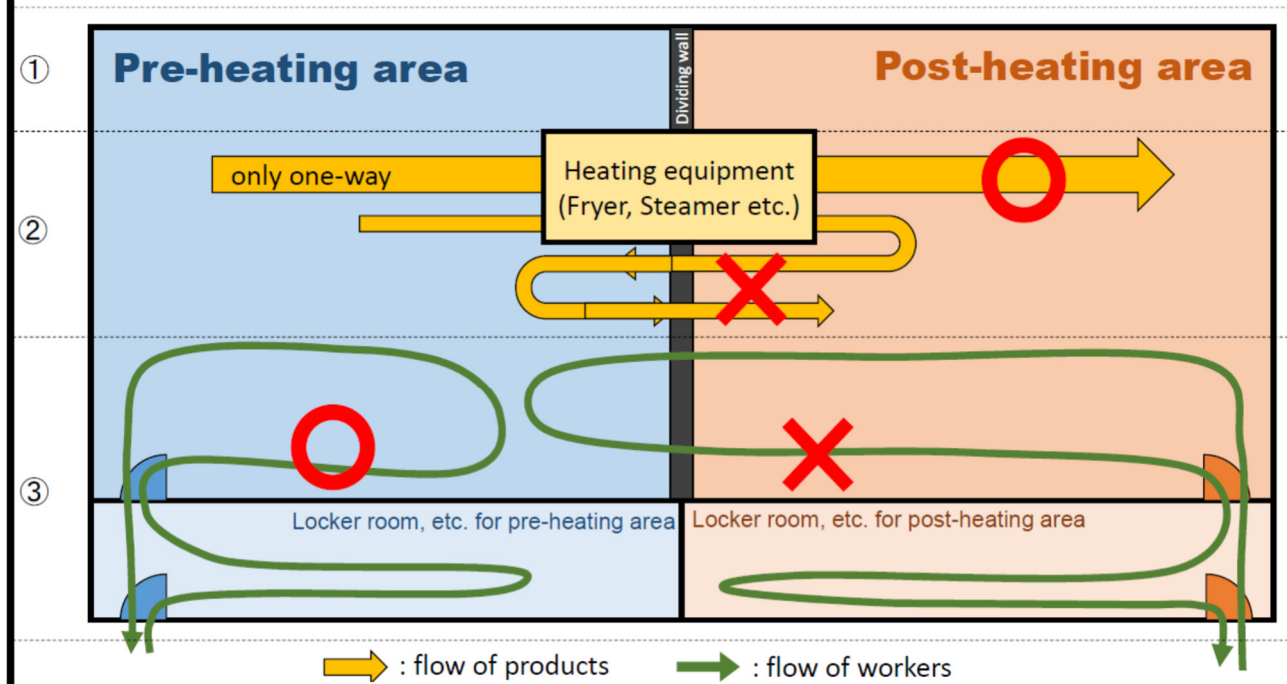 ①
Pre-heating area
Dividing wall
Post-heating area
②
only one-way
Heating equipment
(Fryer, Steamer etc.)
③
Locker room, etc. for pre-heating area
Locker room, etc. for post-heating area
: flow of products
: flow of workers